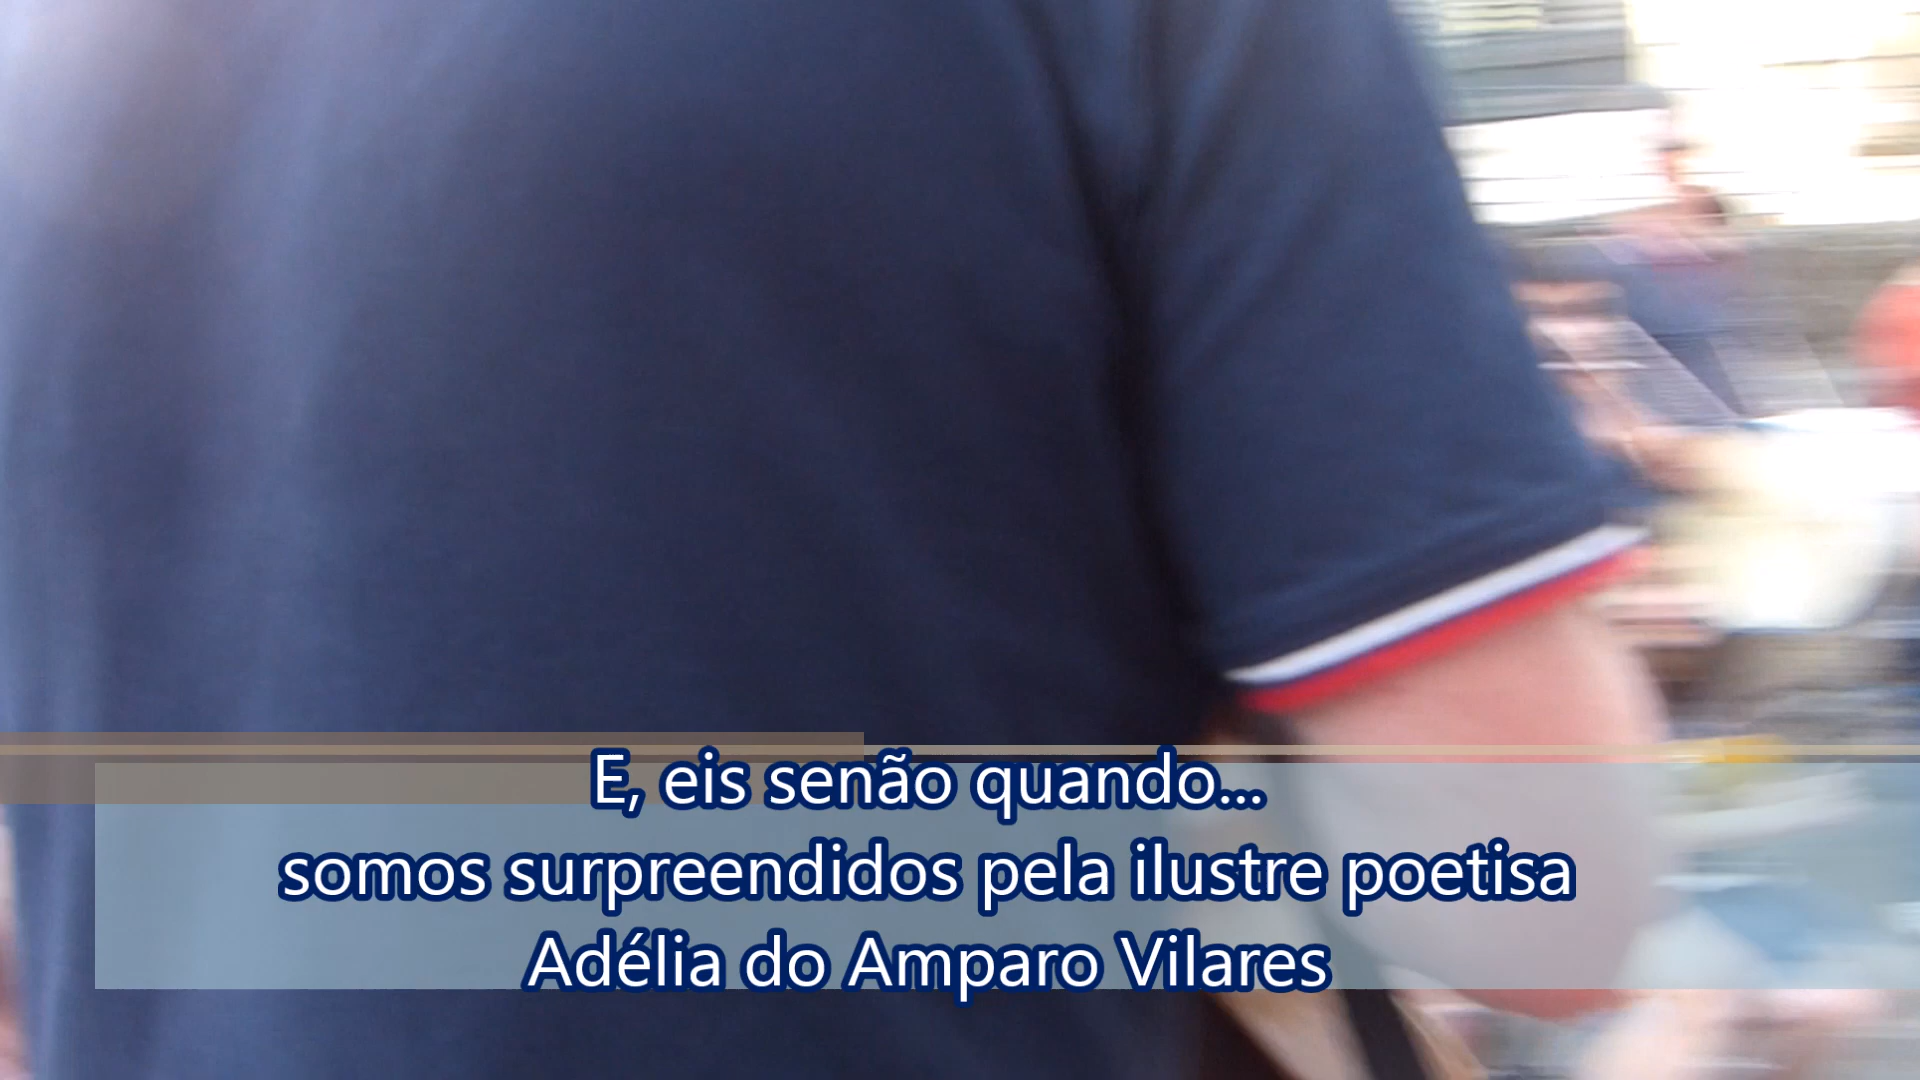 E, eis senão quando...
somos surpreendidos pela ilustre poetisa
Adélia do Amparo Vilares